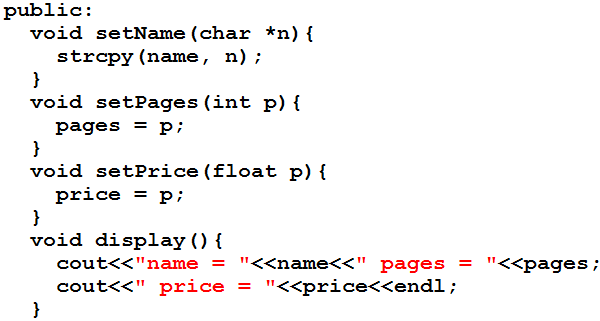 public:
  void setName(char *n){
    strcpy(name, n);
  }
  void setPages(int p){
    pages = p;
  }
  void setPrice(float p){
    price = p;
  }
  void display(){
    cout<<"name = "<<name<<" pages = "<<pages;
    cout<<" price = "<<price<<endl;
  }